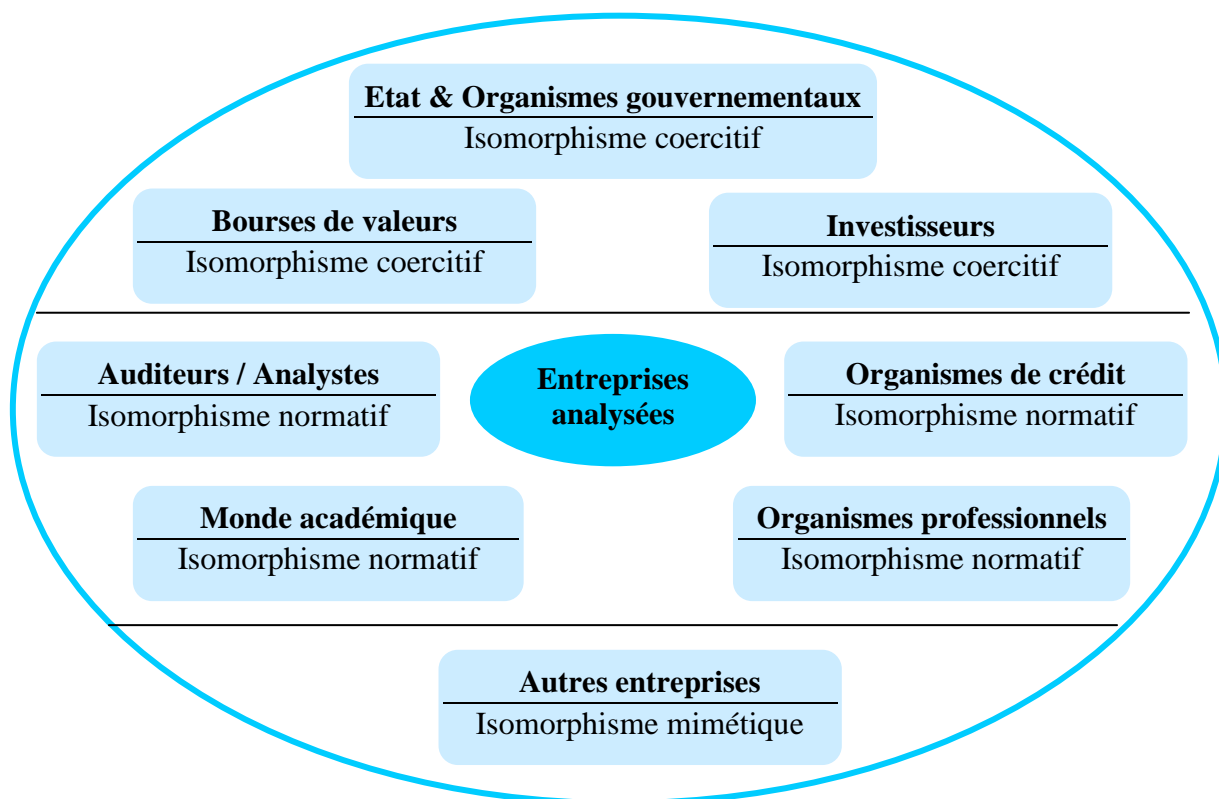 Etat & Organismes gouvernementaux
Isomorphisme coercitif
Bourses de valeurs
Isomorphisme coercitif
Investisseurs
Isomorphisme coercitif
Auditeurs / Analystes
Isomorphisme normatif
Entreprises
analysées
Organismes de crédit
Isomorphisme normatif
Monde académique
Isomorphisme normatif
Organismes professionnels
Isomorphisme normatif
Autres entreprises
Isomorphisme mimétique